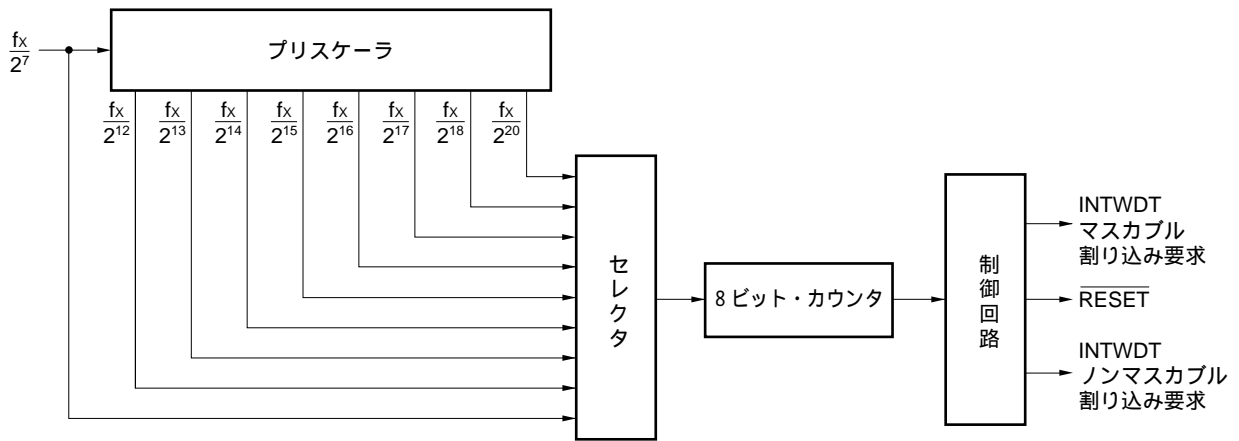 fX
2^7
プリスケーラ
fX
2^12
fX
2^13
fX
2^14
fX
2^15
fX
2^16
fX
2^17
fX
2^18
fX
2^20
セレクタ
8ビット・カウンタ
制御回路
INTWDT
マスカブル
割り込み要求
RESET
INTWDT
ノンマスカブル
割り込み要求